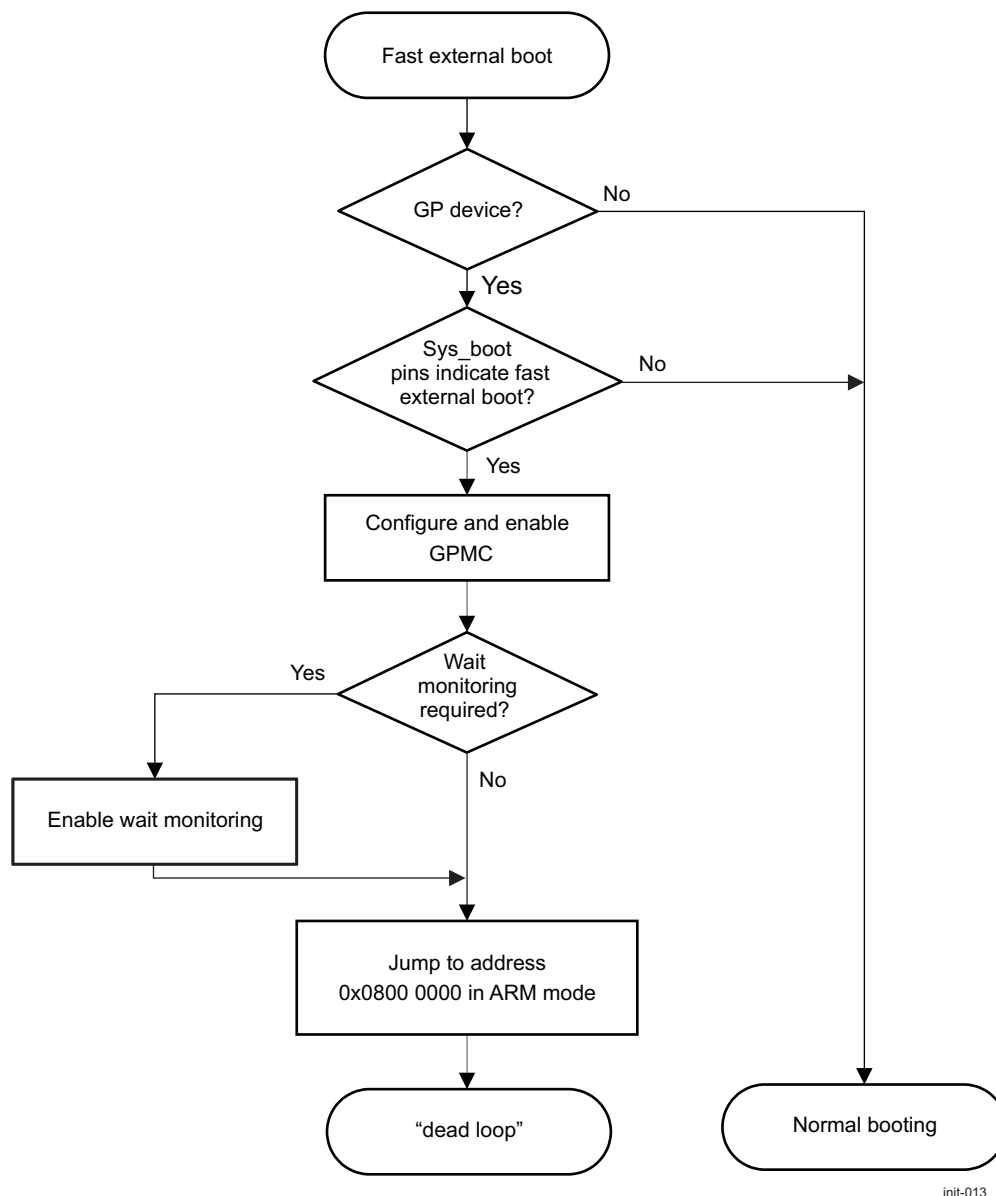 Fast external boot
GP device?
No
Yes
Sys_boot
pins indicate fast
external boot?
No
Yes
Configure and enable
GPMC
Wait
monitoring
required?
Yes
No
Enable wait monitoring
Jump to address
0x0800 0000 in ARM mode
“dead loop”
Normal booting
init-013